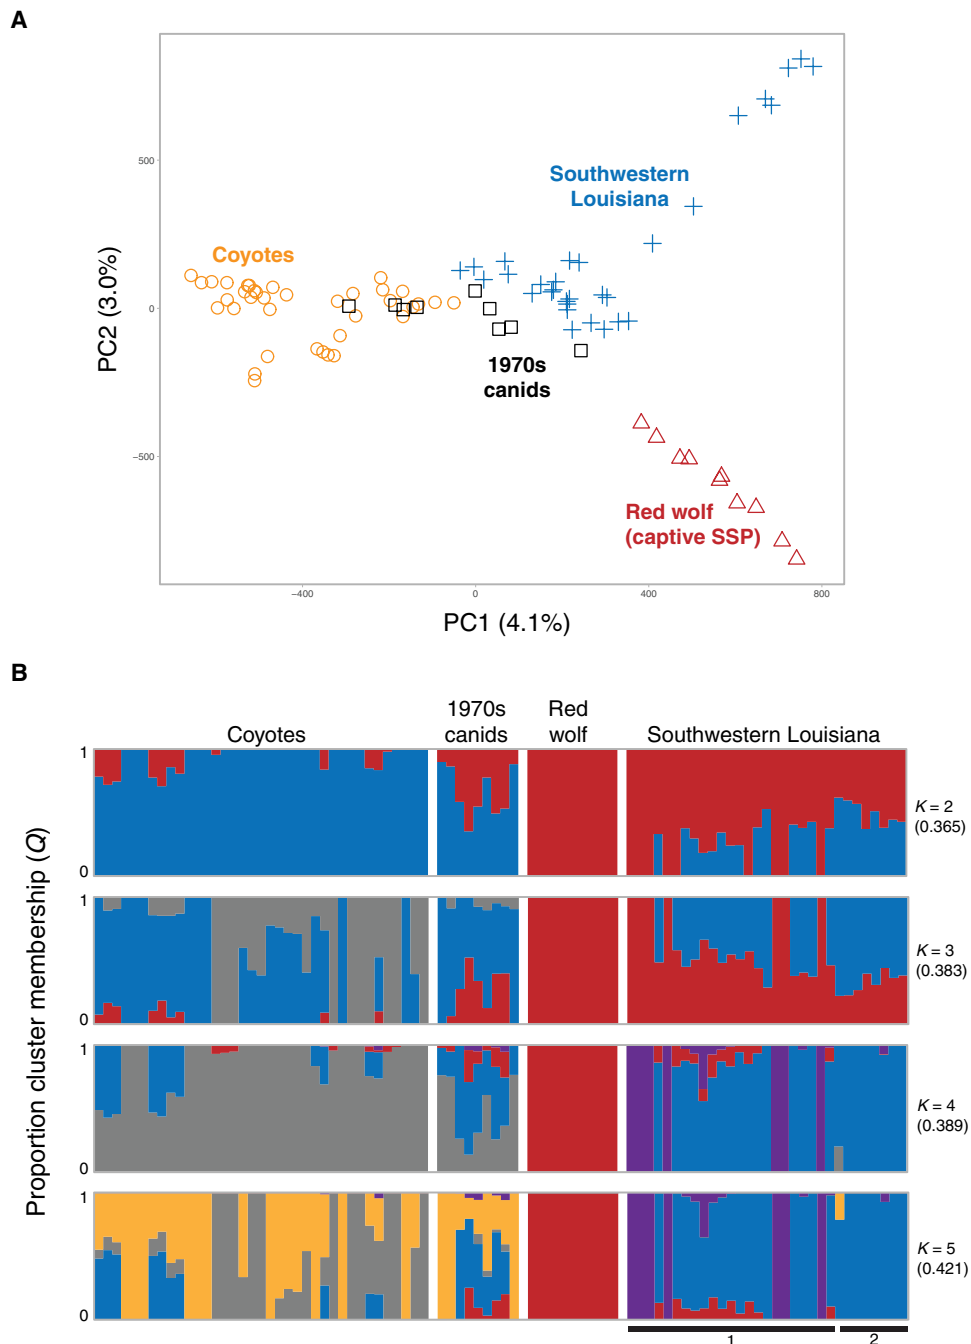 A
500
0
−500
−400
0
400
800
PC2 (3.0%)
PC1 (4.1%)
Coyotes
Southwestern
Louisiana
1970s
canids
Red wolf
(captive SSP)
B
Coyotes
1970s
canids
Red
wolf
Southwestern Louisiana
Proportion cluster membership (Q)
1
0
K = 2
(0.365)
1
0
K = 3
(0.383)
1
0
K = 4
(0.389)
1
0
K = 5
(0.421)
1
2